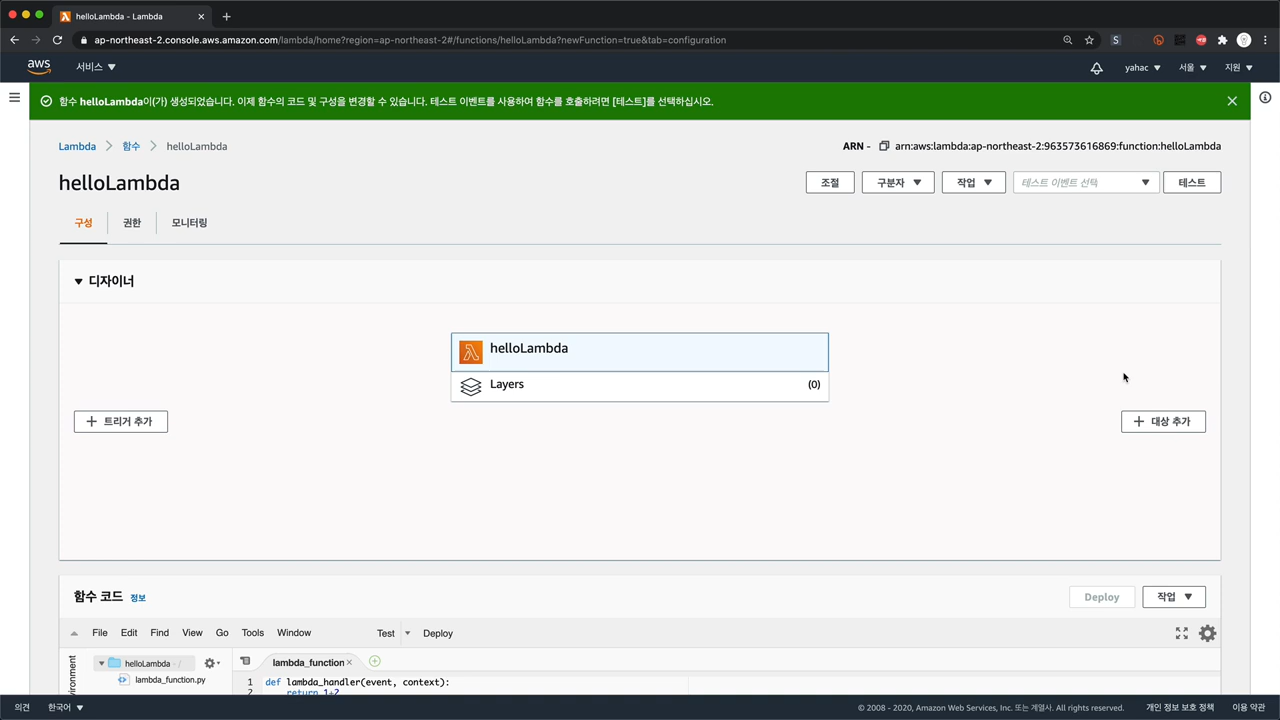 helloLambda - Lambda
ap-northeast-2.console.aws.amazon.com/lambda/home?region=ap-northeast-2#/functions/helloLambda?newFunction=true&tab=configuration
aws 서비스 yahac 서울 지원
함수 helloLambda이(가) 생성되었습니다. 이제 함수의 코드 및 구성을 변경할 수 있습니다. 테스트 이벤트를 사용하여 함수를 호출하려면 [테스트]를 선택하십시오.
Lambda 함수 helloLambda ARN - arn:aws:lambda:ap-northeast-2:963573616869:function:helloLambda
helloLambda 조절 구분자 작업 테스트 이벤트 선택 테스트
구성 권한 모니터링
디자이너
helloLambda
Layers (0)
트리거 추가 대상 추가
함수 코드 정보 Deploy 작업
File Edit Find View Go Tools Window Test Deploy
helloLambda - / lambda_function
lambda_function.py
1 def lambda_handler(event, context):
2 return 1+2
의견 한국어 © 2008 - 2020, Amazon Web Services, Inc. 또는 계열사. All rights reserved. 개인 정보 보호 정책 이용 약관